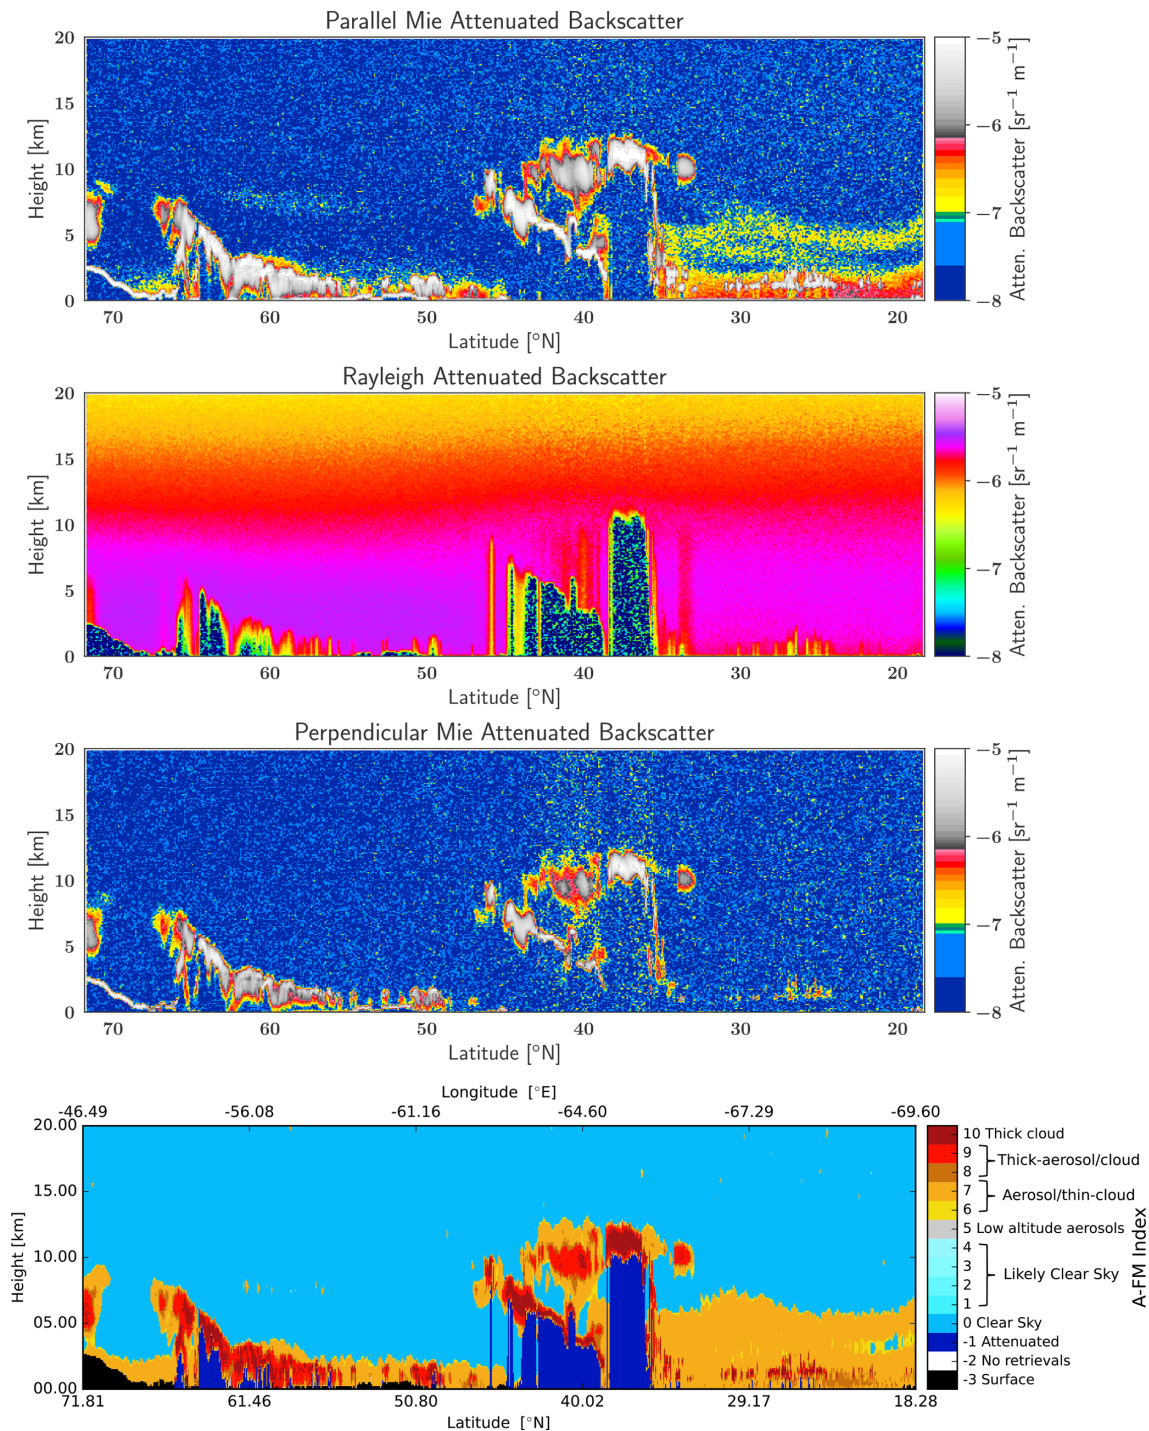 Parallel Mie Attenuated Backscatter
20
15
10
5
0
Height [km]
70 60 50 40 30 20
Latitude [°N]
−5
−6
−7
−8
Atten. Backscatter [sr−1 m−1]
Rayleigh Attenuated Backscatter
20
15
10
5
0
Height [km]
70 60 50 40 30 20
Latitude [°N]
−5
−6
−7
−8
Atten. Backscatter [sr−1 m−1]
Perpendicular Mie Attenuated Backscatter
20
15
10
5
0
Height [km]
70 60 50 40 30 20
Latitude [°N]
−5
−6
−7
−8
Atten. Backscatter [sr−1 m−1]
Longitude [°E]
-46.49 -56.08 -61.16 -64.60 -67.29 -69.60
20.00
15.00
10.00
05.00
00.00
Height [km]
71.81 61.46 50.80 40.02 29.17 18.28
Latitude [°N]
10 Thick cloud
9
Thick-aerosol/cloud
8
7
Aerosol/thin-cloud
6
5 Low altitude aerosols
4
3
Likely Clear Sky
2
1
0 Clear Sky
-1 Attenuated
-2 No retrievals
-3 Surface
A-FM Index